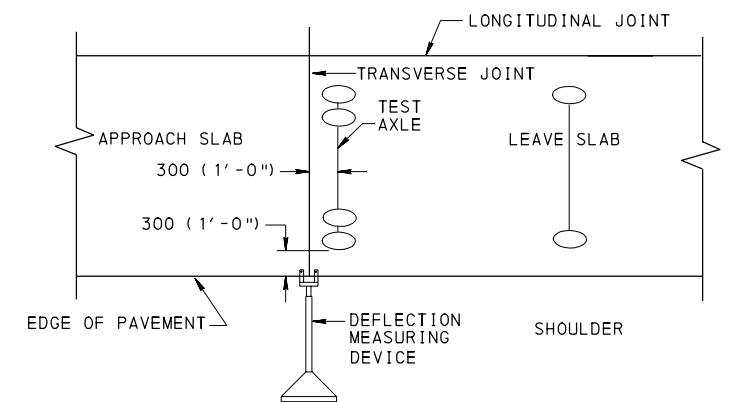 LONGITUDINAL JOINT
TRANSVERSE JOINT
TEST
AXLE
APPROACH SLAB
LEAVE SLAB
300 (1'-0")
300 (1'-0")
EDGE OF PAVEMENT
DEFLECTION
MEASURING
DEVICE
SHOULDER